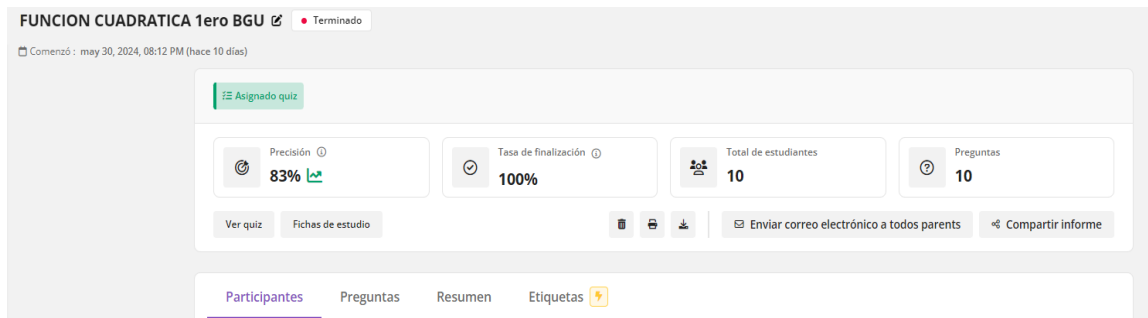 FUNCION CUADRATICA 1ero BGU Terminado
Comenzó : may 30, 2024, 08:12 PM (hace 10 días)
Asignado quiz
Precisión
83%
Tasa de finalización
100%
Total de estudiantes
10
Preguntas
10
Ver quiz Fichas de estudio Enviar correo electrónico a todos parents Compartir informe
Participantes Preguntas Resumen Etiquetas